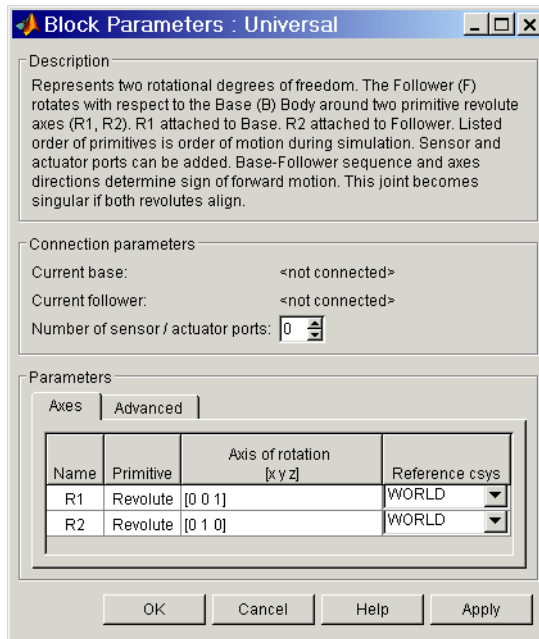 Block Parameters : Universal
Description
Represents two rotational degrees of freedom. The Follower (F)
rotates with respect to the Base (B) Body around two primitive revolute
axes (R1, R2). R1 attached to Base. R2 attached to Follower. Listed
order of primitives is order of motion during simulation. Sensor and
actuator ports can be added. Base-Follower sequence and axes
directions determine sign of forward motion. This joint becomes
singular if both revolutes align.
Connection parameters
Current base: <not connected>
Current follower: <not connected>
Number of sensor / actuator ports: 0
Parameters
Axes Advanced
Name Primitive Axis of rotation [x y z] Reference csys
R1 Revolute [0 0 1] WORLD
R2 Revolute [0 1 0] WORLD
OK Cancel Help Apply